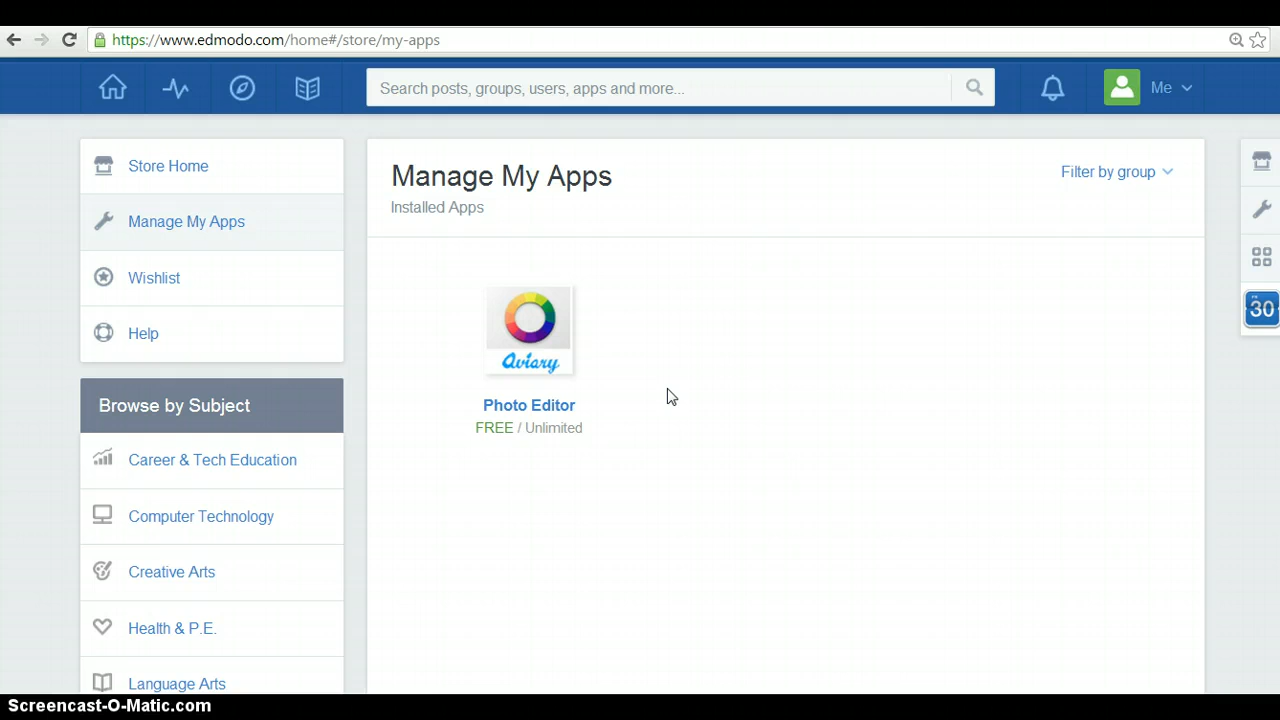 https://www.edmodo.com/home#/store/my-apps
Search posts, groups, users, apps and more...
Me
Store Home
Manage My Apps
Wishlist
Help
Browse by Subject
Career & Tech Education
Computer Technology
Creative Arts
Health & P.E.
Language Arts
Manage My Apps
Installed Apps
Filter by group
Aviary
Photo Editor
FREE / Unlimited
30
Screencast-O-Matic.com